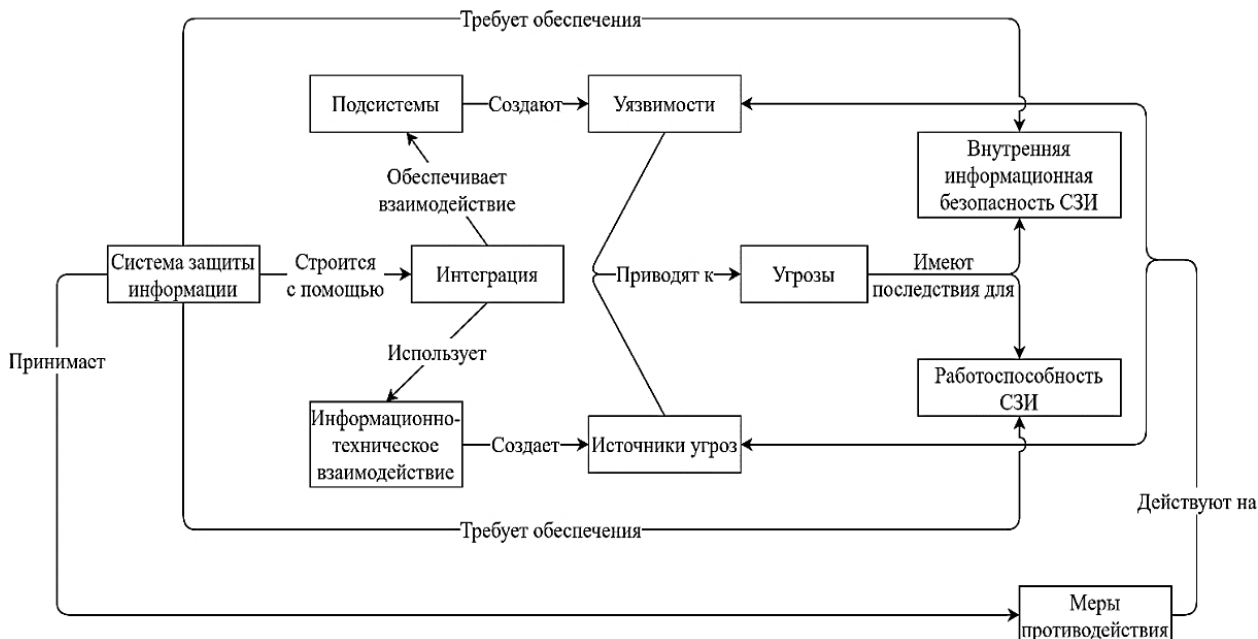 Требует обеспечения
Подсистемы
Создают
Уязвимости
Внутренняя
информационная
безопасность СЗИ
Обеспечивает
взаимодействие
Система защиты
информации
Строится
с помощью
Интеграция
Приводят к
Угрозы
Имеют
последствия для
Принимает
Использует
Работоспособность
СЗИ
Информационно-
техническое
взаимодействие
Создает
Источники угроз
Действуют на
Требует обеспечения
Меры
противодействия